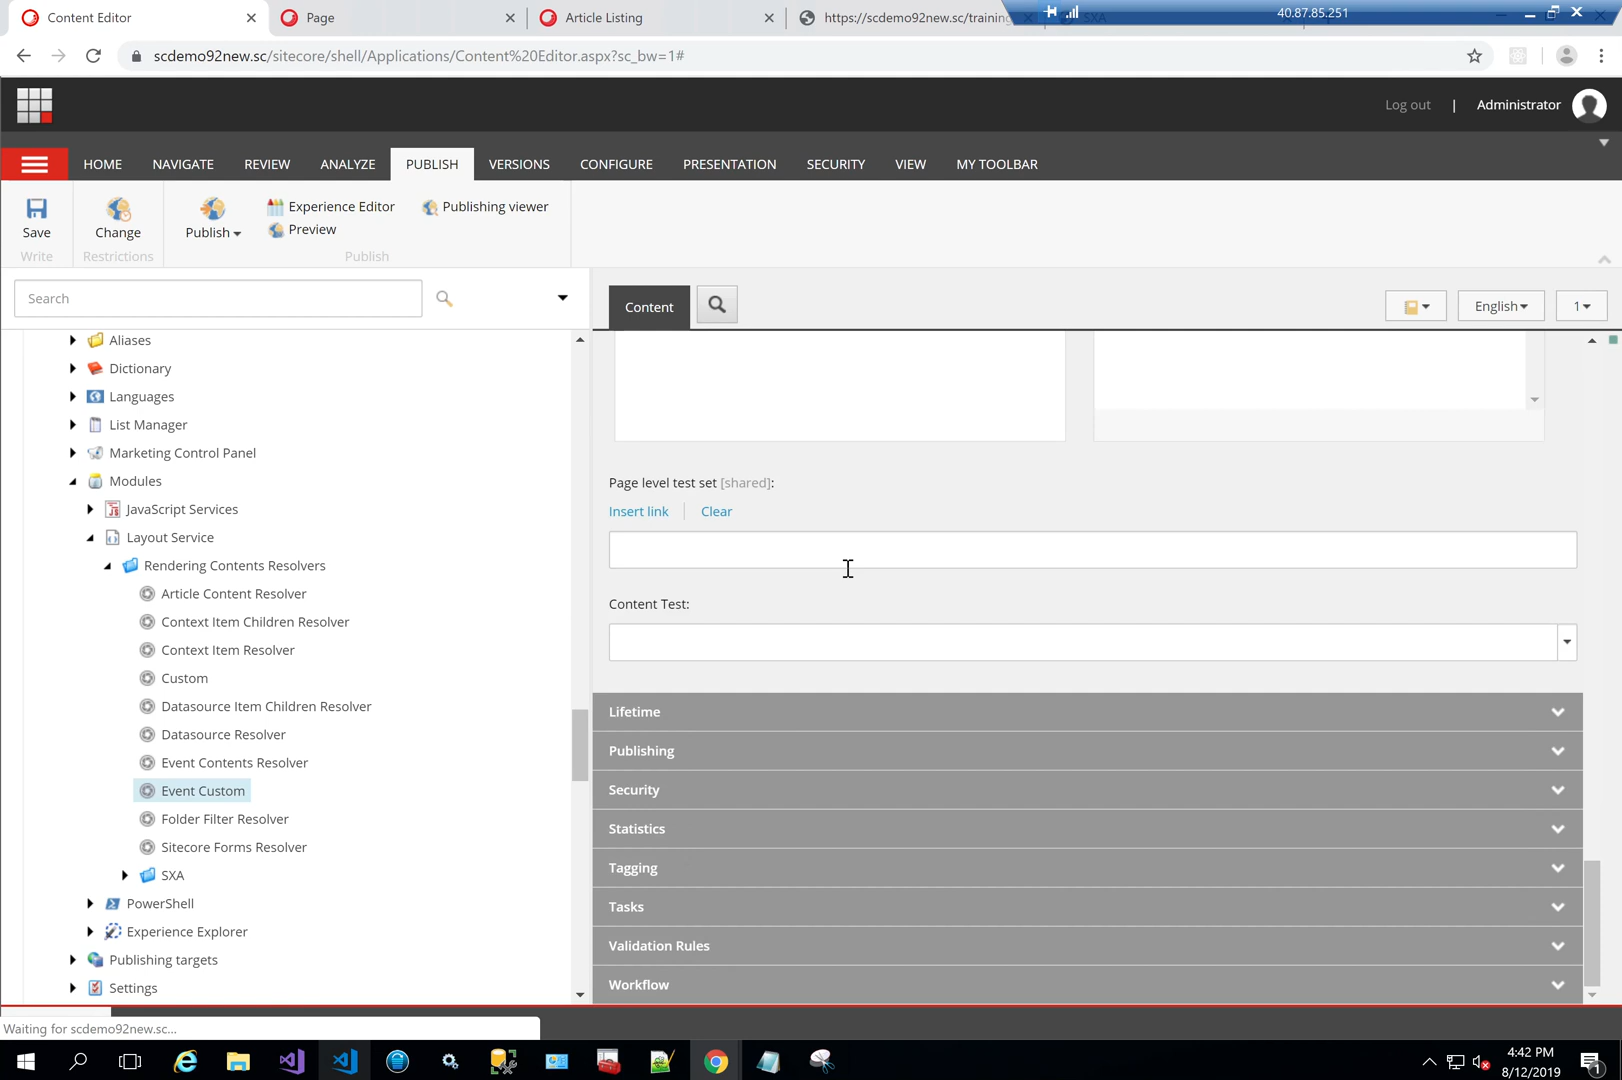 Content Editor
Page
Article Listing
https://scdemo92new.sc/training
SXA
40.87.85.251
scdemo92new.sc/sitecore/shell/Applications/Content%20Editor.aspx?sc_bw=1#
Log out | Administrator
HOME NAVIGATE REVIEW ANALYZE PUBLISH VERSIONS CONFIGURE PRESENTATION SECURITY VIEW MY TOOLBAR
Save
Write
Change
Restrictions
Publish
Experience Editor
Preview
Publishing viewer
Publish
Search
Content
English
1
Aliases
Dictionary
Languages
List Manager
Marketing Control Panel
Modules
JavaScript Services
Layout Service
Rendering Contents Resolvers
Article Content Resolver
Context Item Children Resolver
Context Item Resolver
Custom
Datasource Item Children Resolver
Datasource Resolver
Event Contents Resolver
Event Custom
Folder Filter Resolver
Sitecore Forms Resolver
SXA
PowerShell
Experience Explorer
Publishing targets
Settings
Page level test set [shared]:
Insert link
Clear
Content Test:
Lifetime
Publishing
Security
Statistics
Tagging
Tasks
Validation Rules
Workflow
Waiting for scdemo92new.sc...
4:42 PM
8/12/2019
1